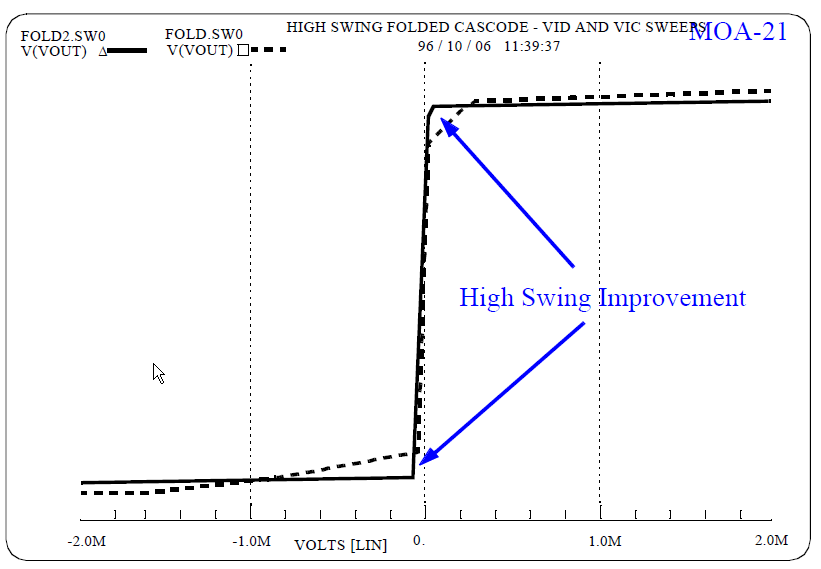 HIGH SWING FOLDED CASCODE - VID AND VIC SWEEPS
MOA-21
96 / 10 / 06 11:39:37
FOLD2.SW0
V(VOUT)
FOLD.SW0
V(VOUT)
High Swing Improvement
-2.0M
-1.0M
VOLTS [LIN]
0.
1.0M
2.0M